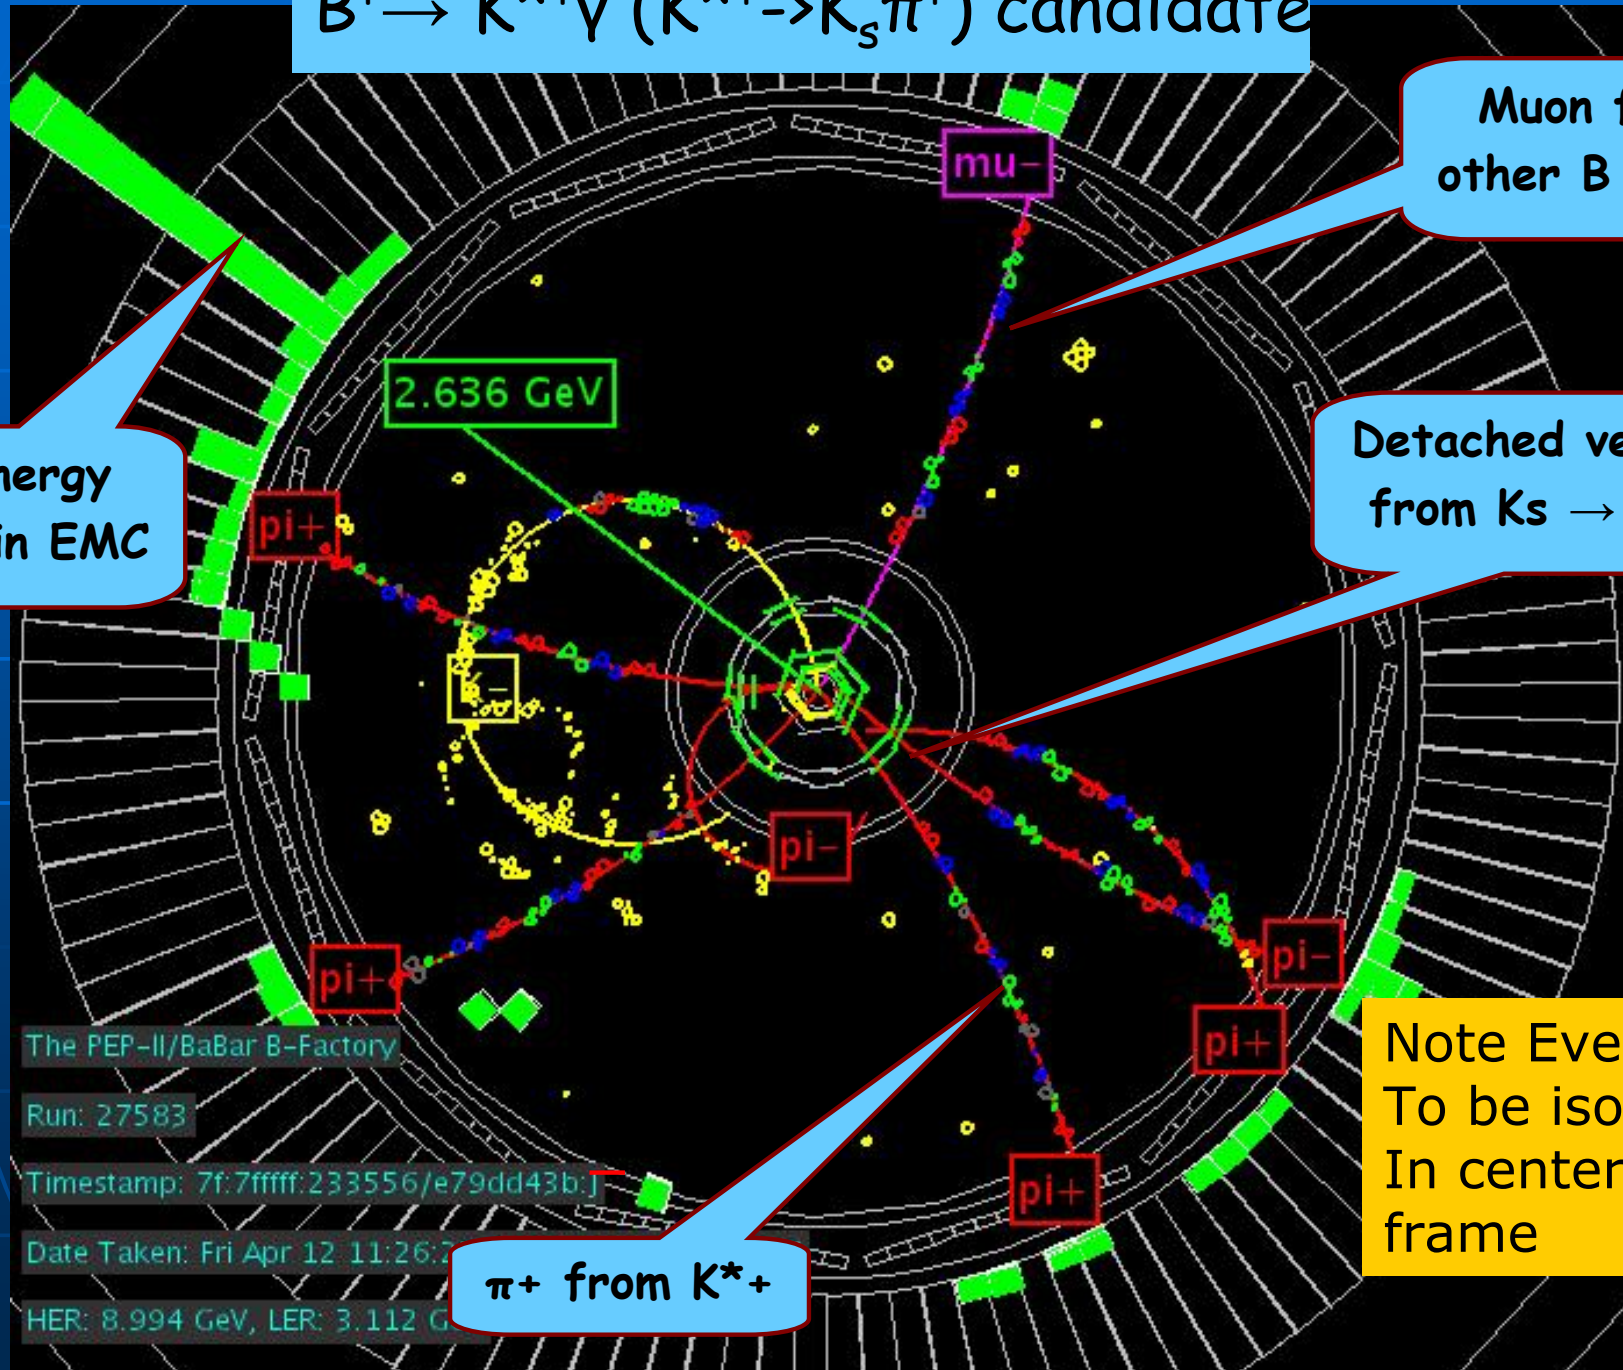 B⁺→ K*⁺γ (K*⁺->Kₛπ⁺) candidate
mu-
Muon
other B
2.636 GeV
nergy
in EMC
pi+
Detached ve
from Ks →
pi-
pi+
pi-
pi+
pi+
The PEP-II/BaBar B-Factory
Run: 27583
Timestamp: 7f:7fffff:233556/e79dd43b:J
Date Taken: Fri Apr 12 11:26:2
HER: 8.994 GeV, LER: 3.112 G
π+ from K*+
Note Eve
To be iso
In center
frame